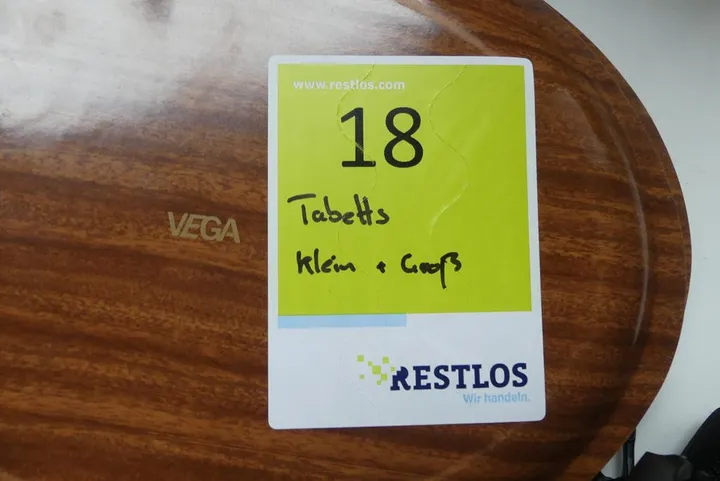 www.restlos.com
18
Tabetts
VEGA
Klein + Groß
RESTLOS
Wir handeln.